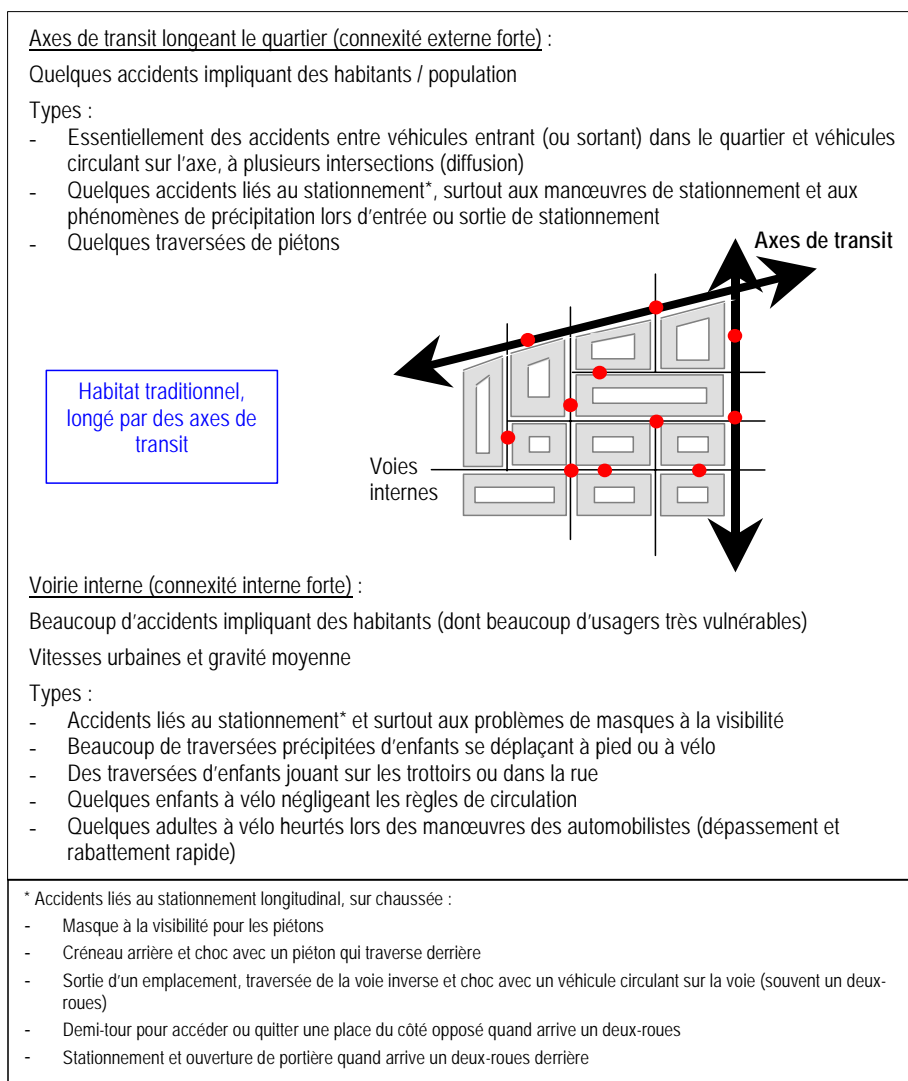 Axes de transit longeant le quartier (connexité externe forte) :
Quelques accidents impliquant des habitants / population
Types :
- Essentiellement des accidents entre véhicules entrant (ou sortant) dans le quartier et véhicules
circulant sur l'axe, à plusieurs intersections (diffusion)
- Quelques accidents liés au stationnement*, surtout aux manœuvres de stationnement et aux
phénomènes de précipitation lors d'entrée ou sortie de stationnement
- Quelques traversées de piétons
Axes de transit
Habitat traditionnel,
longé par des axes de
transit
Voies
internes
Voirie interne (connexité interne forte) :
Beaucoup d'accidents impliquant des habitants (dont beaucoup d'usagers très vulnérables)
Vitesses urbaines et gravité moyenne
Types :
- Accidents liés au stationnement* et surtout aux problèmes de masques à la visibilité
- Beaucoup de traversées précipitées d'enfants se déplaçant à pied ou à vélo
- Des traversées d'enfants jouant sur les trottoirs ou dans la rue
- Quelques enfants à vélo négligeant les règles de circulation
- Quelques adultes à vélo heurtés lors des manœuvres des automobilistes (dépassement et
rabattement rapide)
* Accidents liés au stationnement longitudinal, sur chaussée :
- Masque à la visibilité pour les piétons
- Créneau arrière et choc avec un piéton qui traverse derrière
- Sortie d'un emplacement, traversée de la voie inverse et choc avec un véhicule circulant sur la voie (souvent un deux-
roues)
- Demi-tour pour accéder ou quitter une place du côté opposé quand arrive un deux-roues
- Stationnement et ouverture de portière quand arrive un deux-roues derrière